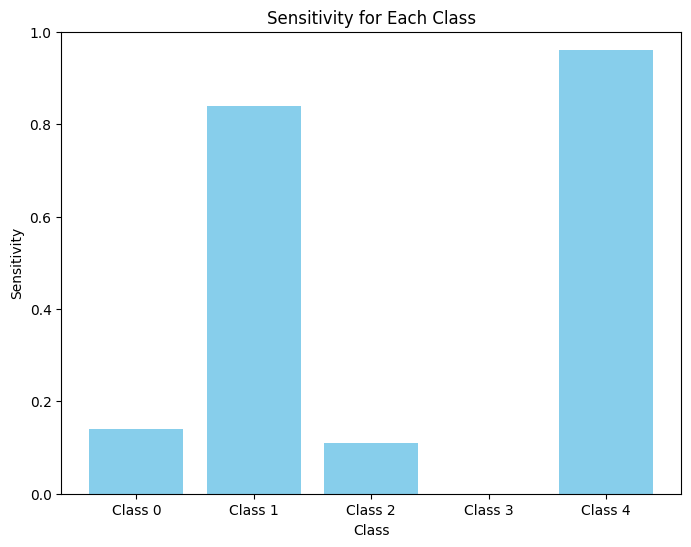 Sensitivity for Each Class
1.0
0.8
0.6
0.4
0.2
0.0
Sensitivity
Class 0
Class 1
Class 2
Class 3
Class 4
Class